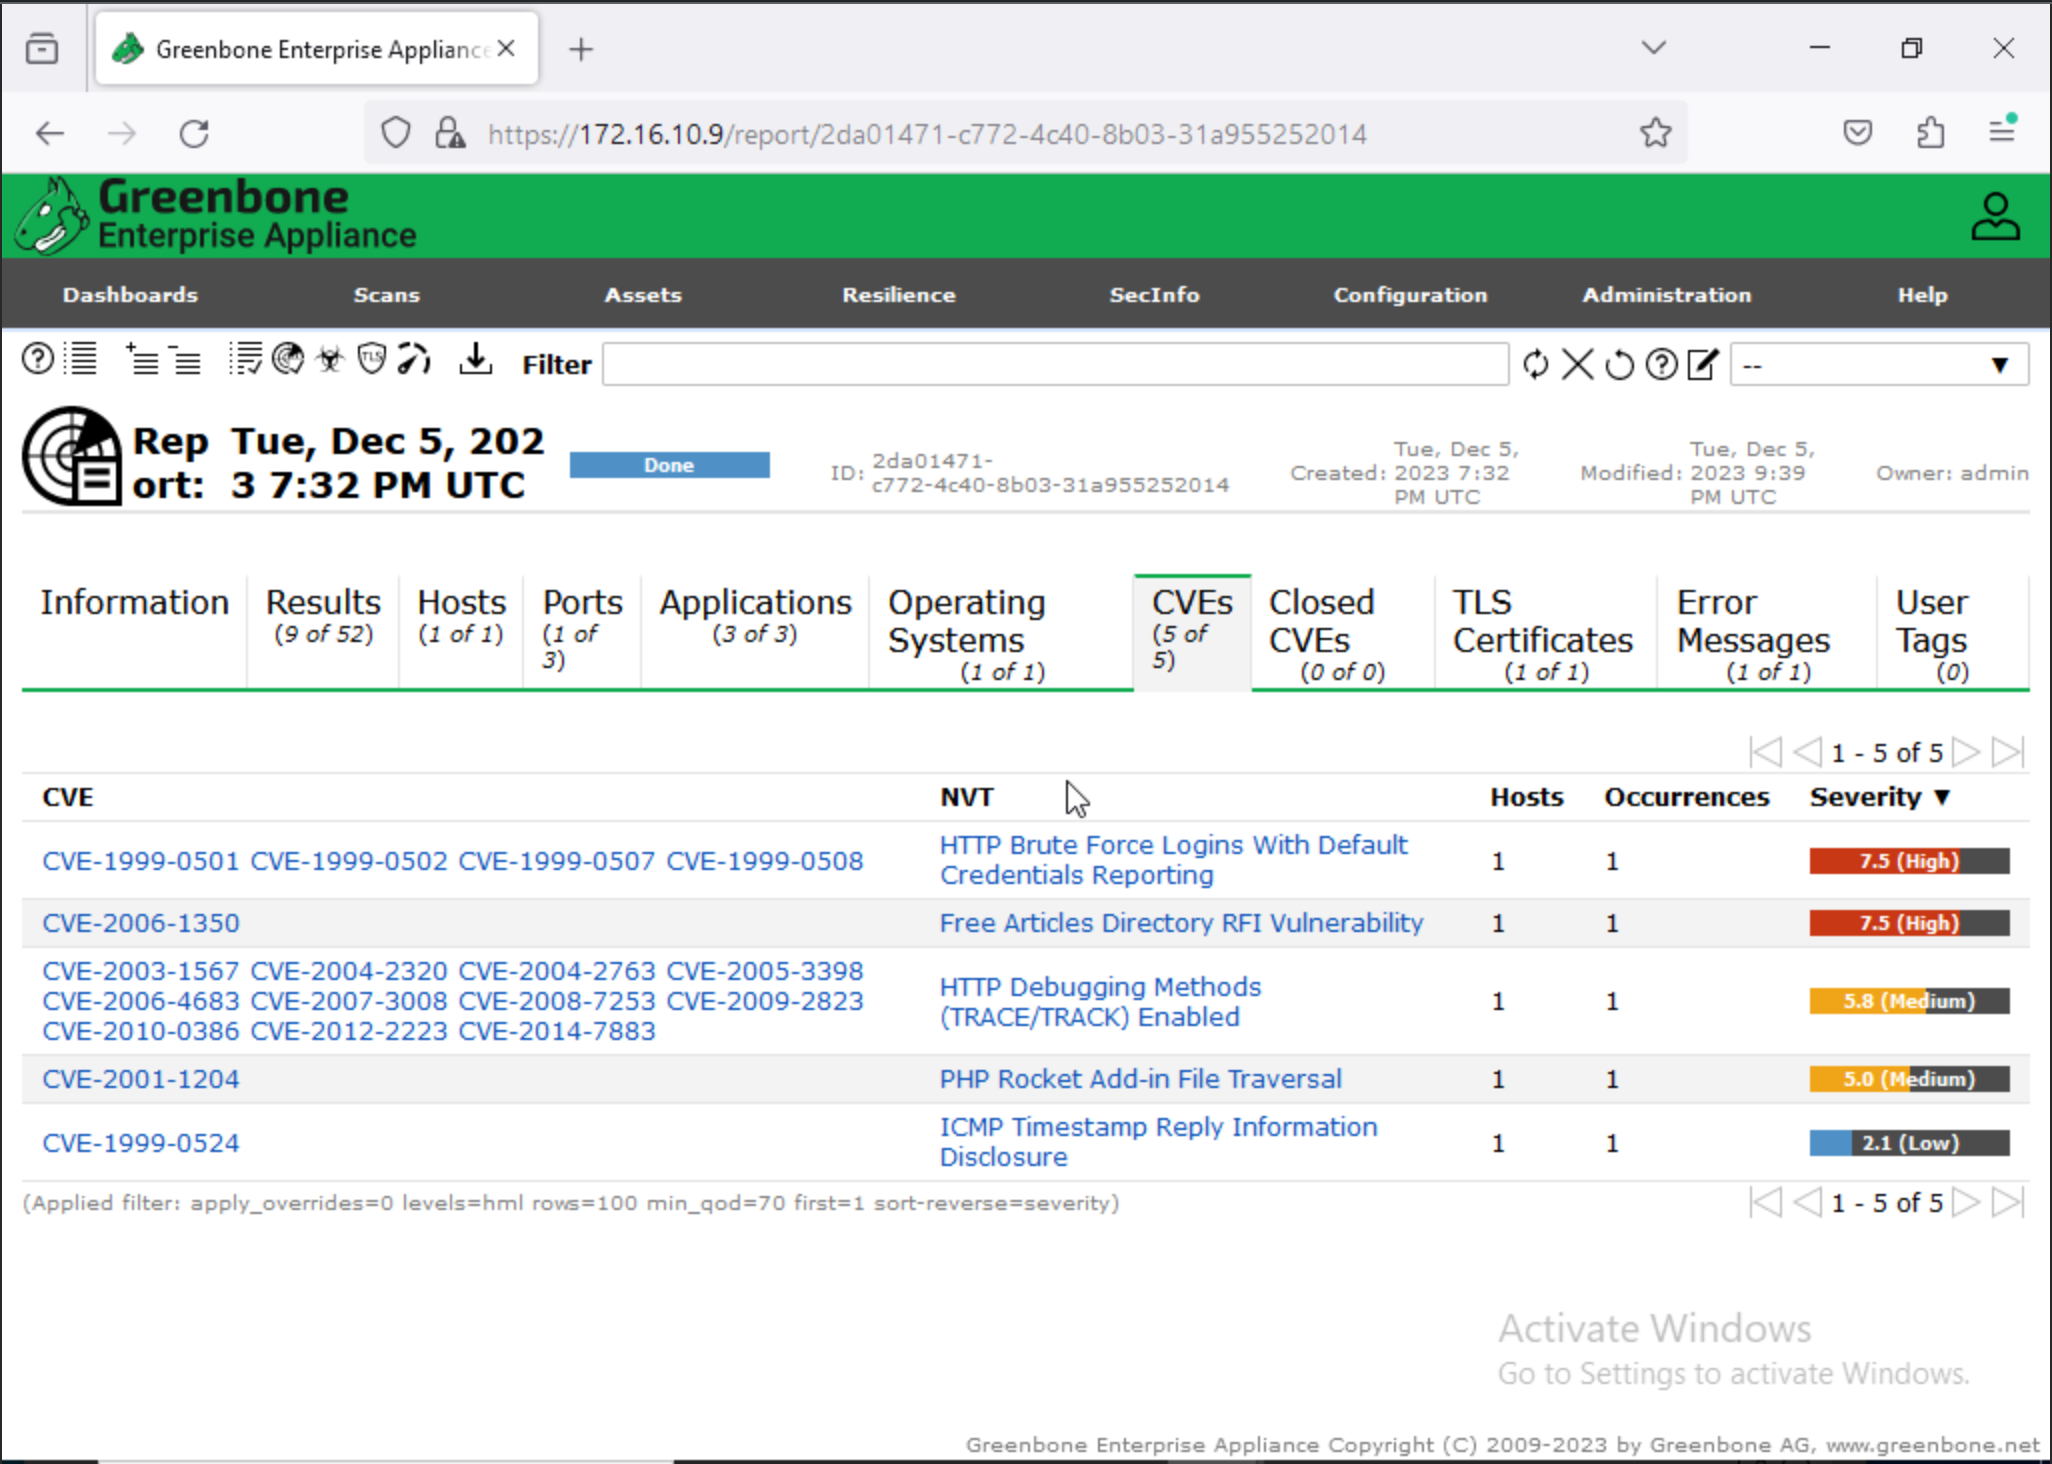 Greenbone Enterprise Appliance
https://172.16.10.9/report/2da01471-c772-4c40-8b03-31a955252014
Greenbone
Enterprise Appliance
Dashboards Scans Assets Resilience SecInfo Configuration Administration Help
TLS Filter --
Rep Tue, Dec 5, 202
ort: 3 7:32 PM UTC
Done
ID: 2da01471-
c772-4c40-8b03-31a955252014
Created: Tue, Dec 5,
2023 7:32
PM UTC
Modified: Tue, Dec 5,
2023 9:39
PM UTC
Owner: admin
Information
Results
(9 of 52)
Hosts
(1 of 1)
Ports
(1 of
3)
Applications
(3 of 3)
Operating
Systems
(1 of 1)
CVEs
(5 of
5)
Closed
CVEs
(0 of 0)
TLS
Certificates
(1 of 1)
Error
Messages
(1 of 1)
User
Tags
(0)
1 - 5 of 5
CVE NVT Hosts Occurrences Severity ▼
CVE-1999-0501 CVE-1999-0502 CVE-1999-0507 CVE-1999-0508
HTTP Brute Force Logins With Default
Credentials Reporting
1 1 7.5 (High)
CVE-2006-1350 Free Articles Directory RFI Vulnerability 1 1 7.5 (High)
CVE-2003-1567 CVE-2004-2320 CVE-2004-2763 CVE-2005-3398
CVE-2006-4683 CVE-2007-3008 CVE-2008-7253 CVE-2009-2823
CVE-2010-0386 CVE-2012-2223 CVE-2014-7883
HTTP Debugging Methods
(TRACE/TRACK) Enabled
1 1 5.8 (Medium)
CVE-2001-1204 PHP Rocket Add-in File Traversal 1 1 5.0 (Medium)
CVE-1999-0524
ICMP Timestamp Reply Information
Disclosure
1 1 2.1 (Low)
(Applied filter: apply_overrides=0 levels=hml rows=100 min_qod=70 first=1 sort-reverse=severity)
1 - 5 of 5
Activate Windows
Go to Settings to activate Windows.
Greenbone Enterprise Appliance Copyright (C) 2009-2023 by Greenbone AG, www.greenbone.net